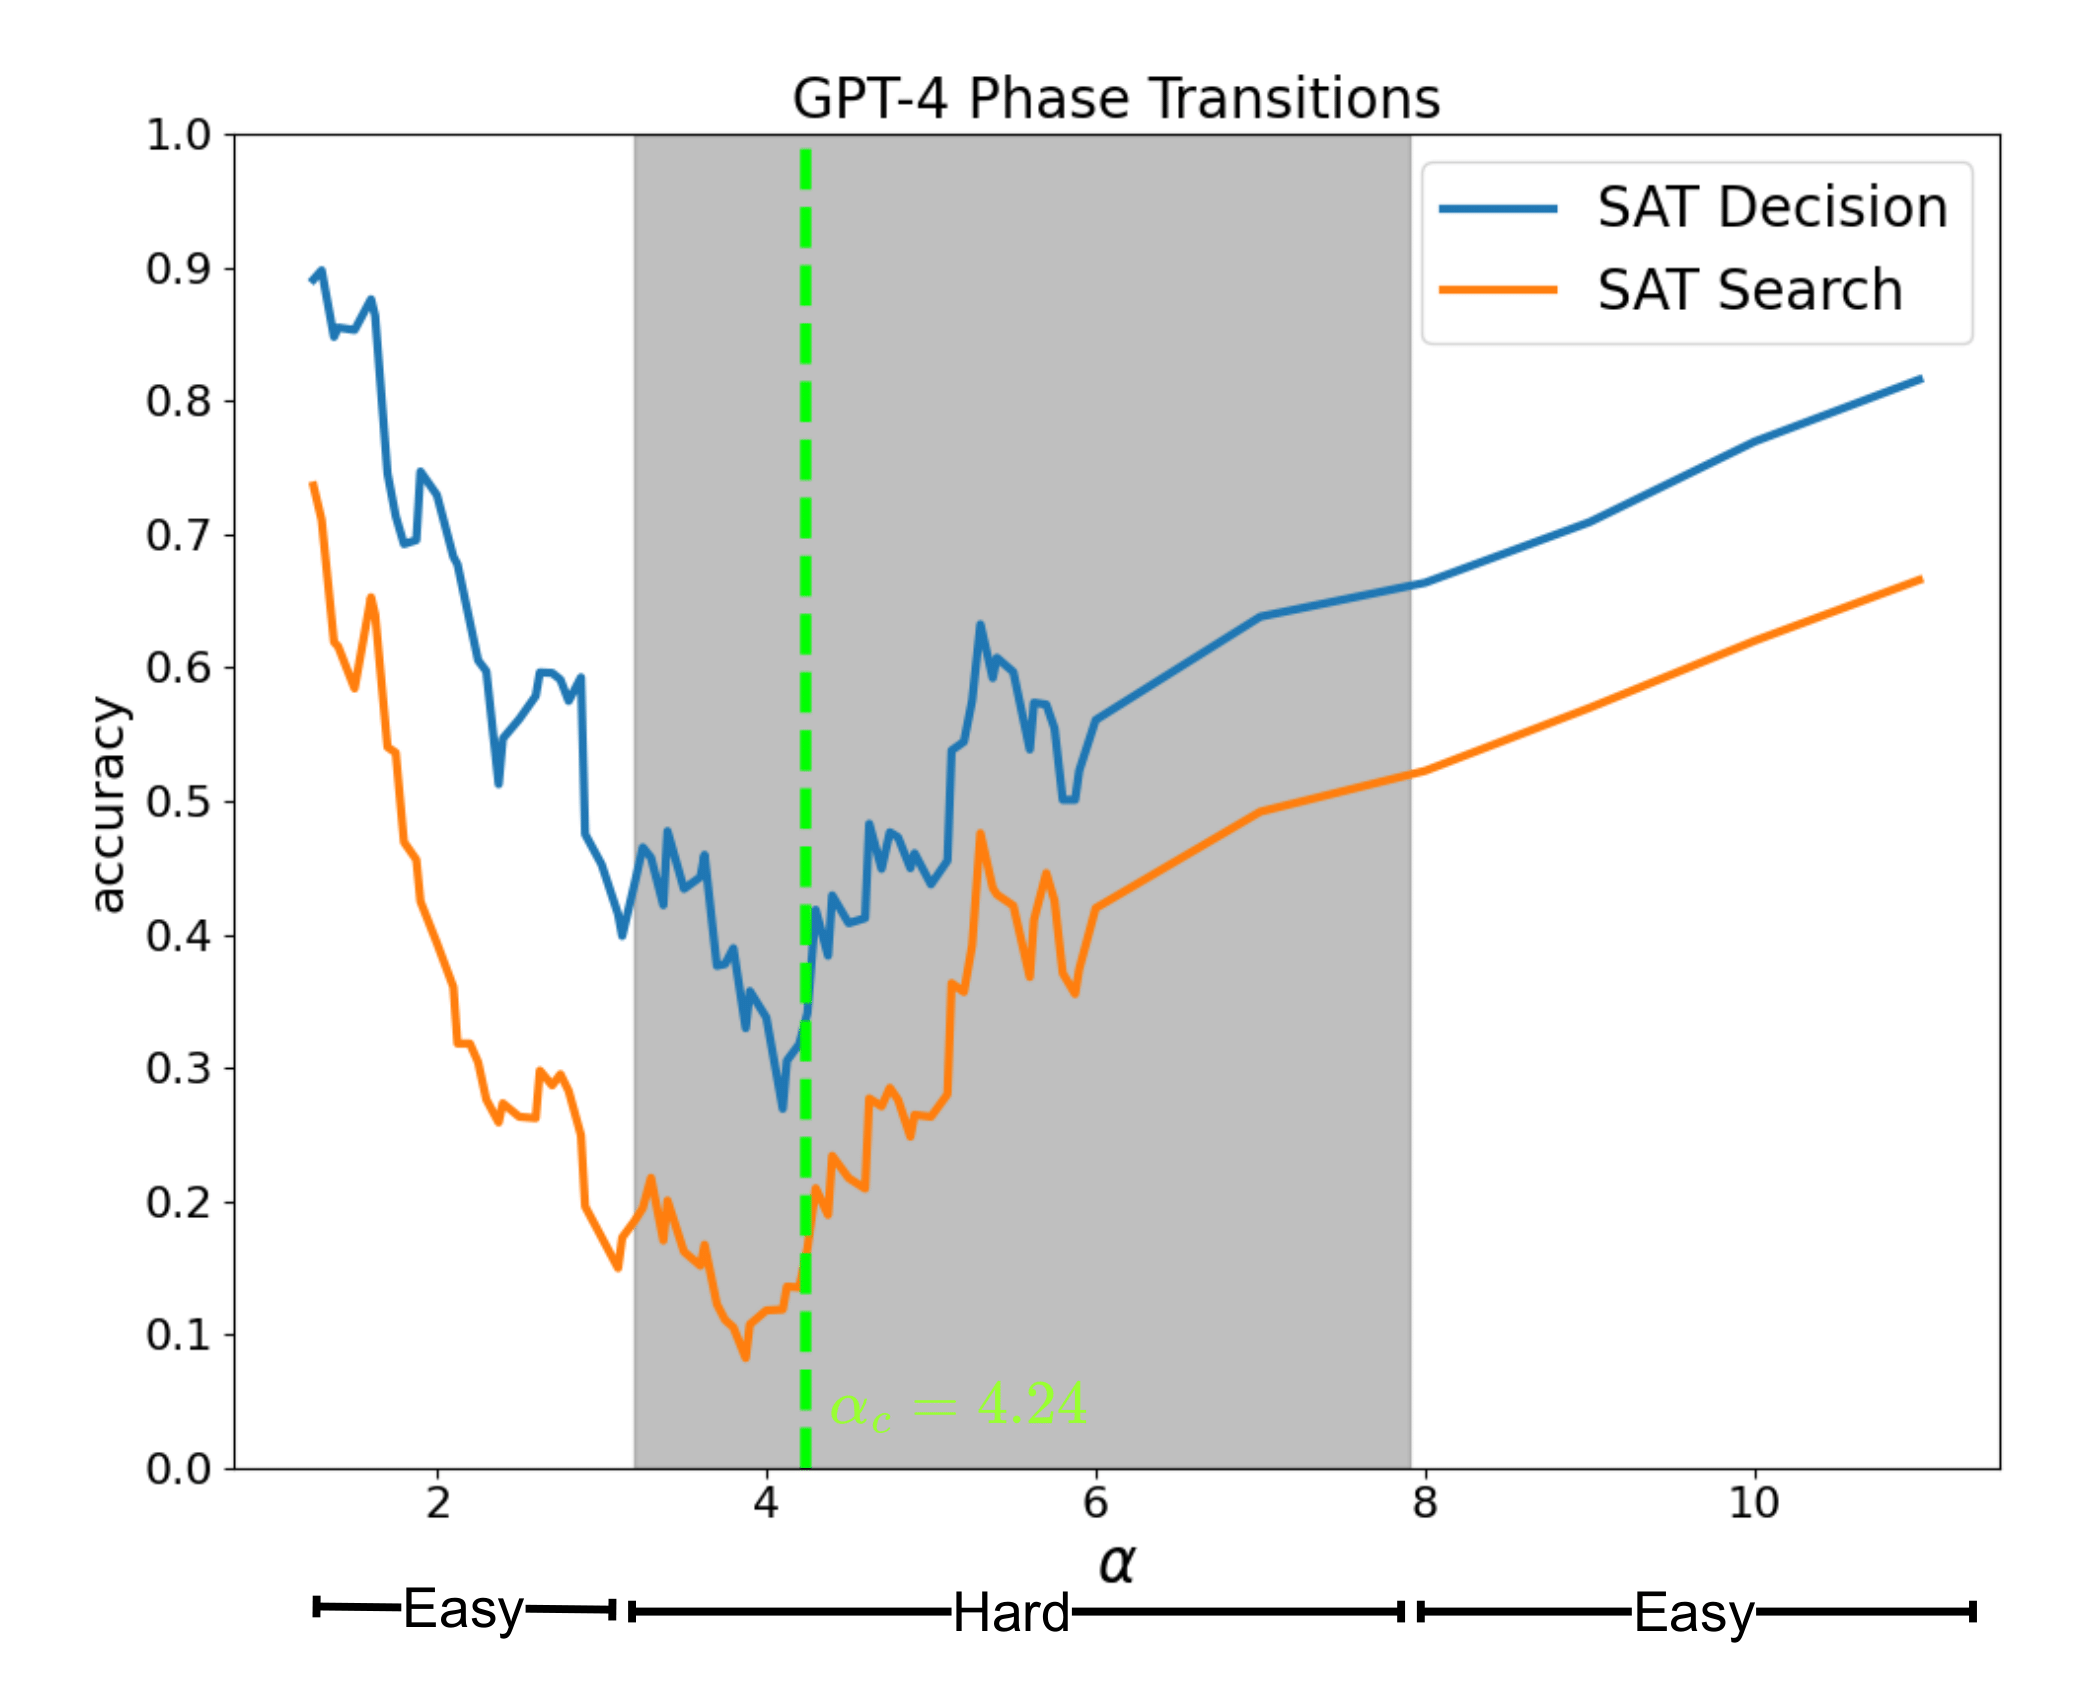 GPT-4 Phase Transitions
1.0
0.9
0.8
0.7
0.6
0.5
0.4
0.3
0.2
0.1
0.0
accuracy
SAT Decision
SAT Search
α_c = 4.24
2 4 6 8 10
α
Easy Hard Easy